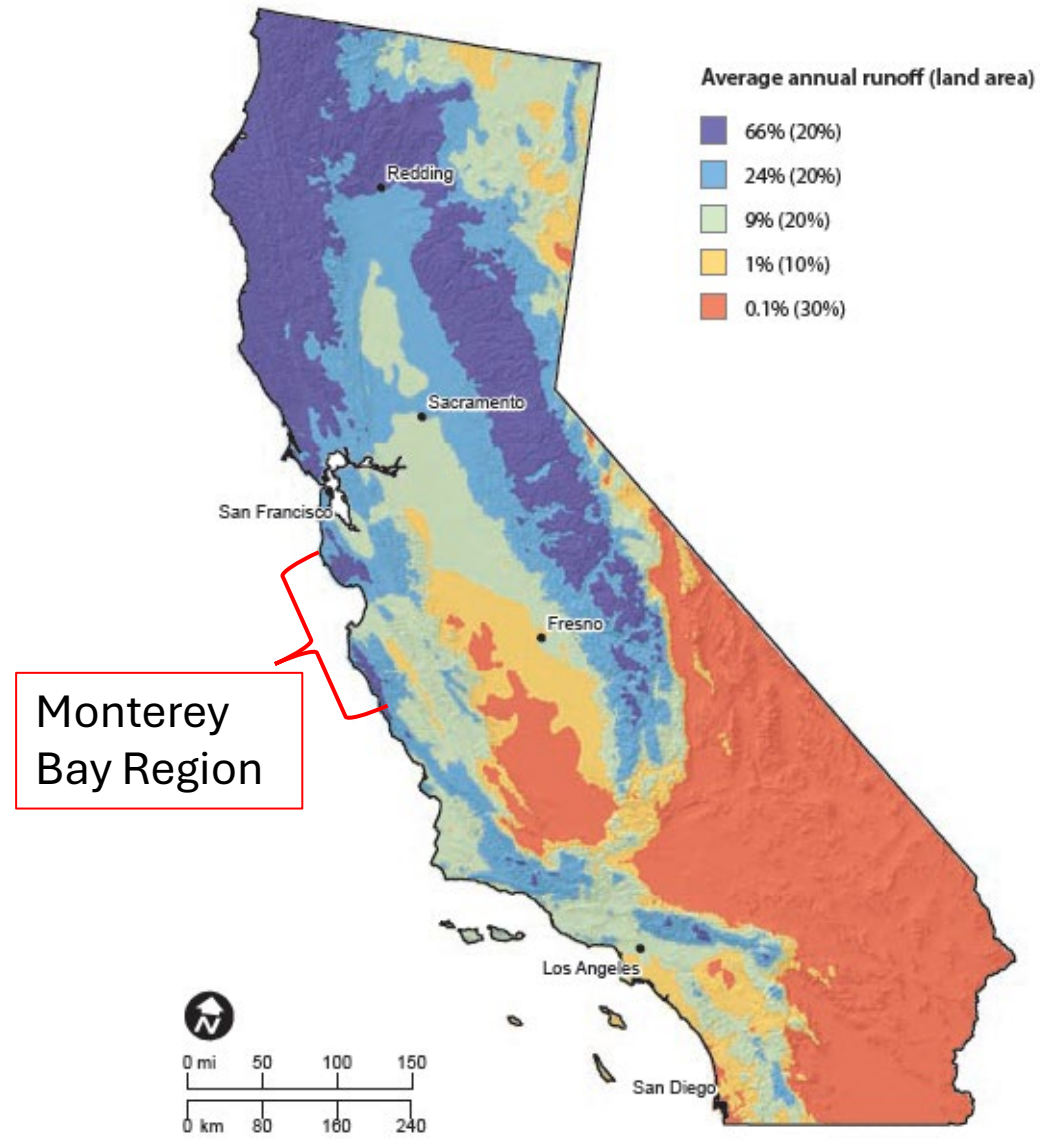 Average annual runoff (land area)
66% (20%)
24% (20%)
9% (20%)
1% (10%)
0.1% (30%)
Redding
Sacramento
San Francisco
Fresno
Monterey
Bay Region
Los Angeles
San Diego
N
0 mi 50 100 150
0 km 80 160 240